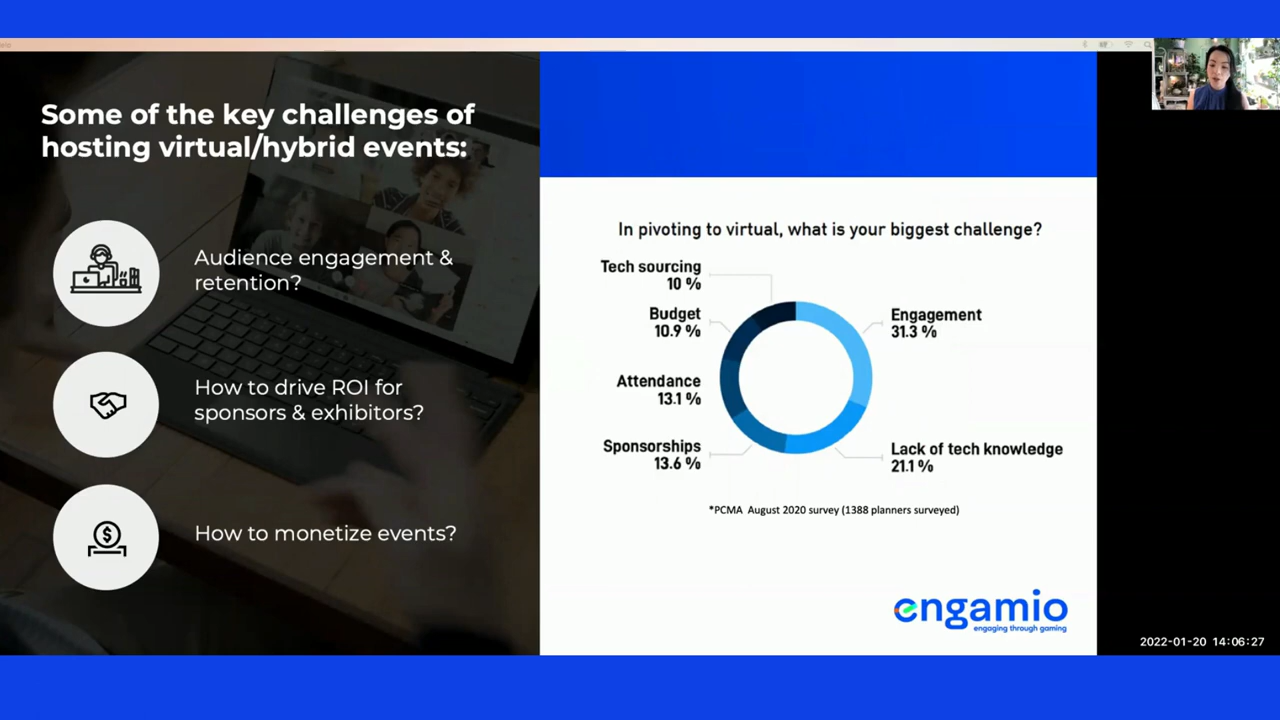 Some of the key challenges of
hosting virtual/hybrid events:
Audience engagement &
retention?
How to drive ROI for
sponsors & exhibitors?
How to monetize events?
In pivoting to virtual, what is your biggest challenge?
Tech sourcing
10 %
Budget
10.9 %
Attendance
13.1 %
Sponsorships
13.6 %
Engagement
31.3 %
Lack of tech knowledge
21.1 %
*PCMA August 2020 survey (1388 planners surveyed)
engamio
engaging through gaming
2022-01-20 14:06:27